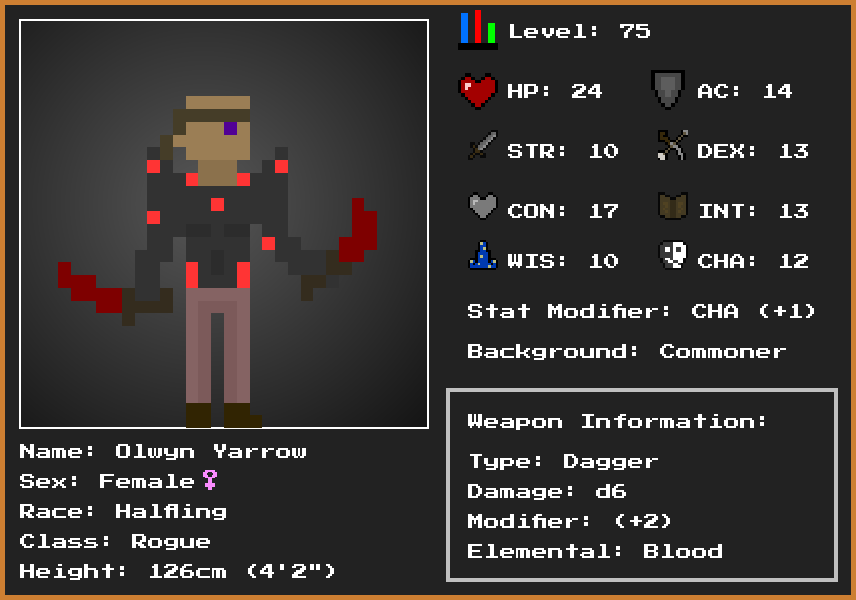 Level: 75
HP: 24
AC: 14
STR: 10
DEX: 13
CON: 17
INT: 13
WIS: 10
CHA: 12
Stat Modifier: CHA (+1)
Background: Commoner
Weapon Information:
Type: Dagger
Damage: d6
Modifier: (+2)
Elemental: Blood
Name: Olwyn Yarrow
Sex: Female♀
Race: Halfling
Class: Rogue
Height: 126cm (4'2")